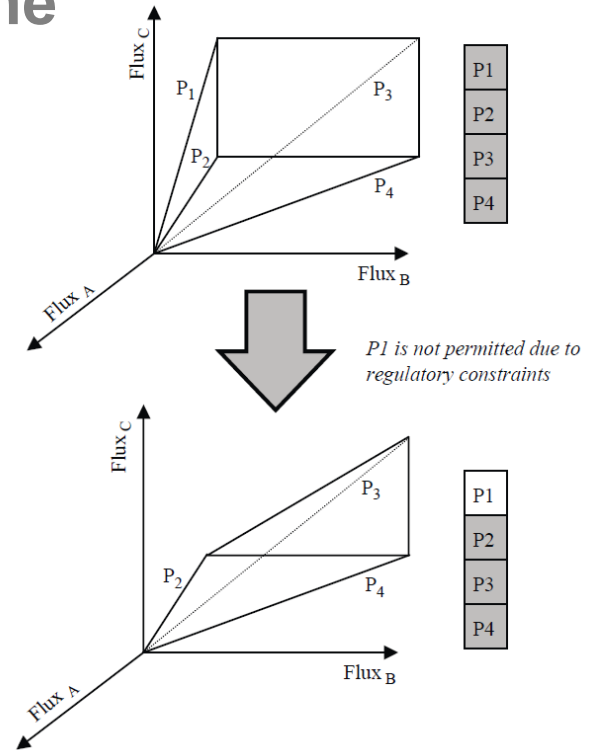 ne
Flux C
P1
P2
P3
P4
Flux B
Flux A
P1
P2
P3
P4
P1 is not permitted due to
regulatory constraints
Flux C
P2
P3
P4
Flux B
Flux A
P1
P2
P3
P4